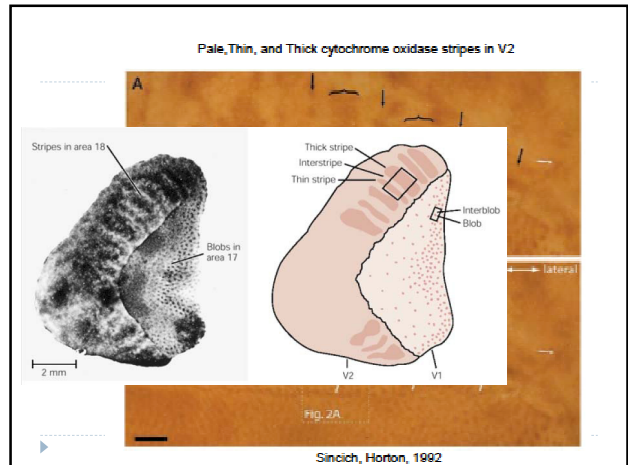 Pale,Thin, and Thick cytochrome oxidase stripes in V2
A
Stripes in area 18
Blobs in
area 17
2 mm
Thick stripe
Interstripe
Thin stripe
Interblob
Blob
V2
V1
lateral
Fig. 2A
Sincich, Horton, 1992